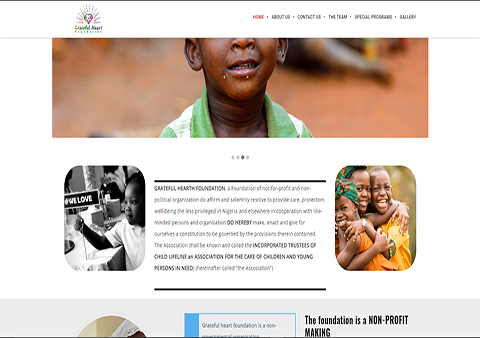 Grateful Heart
Foundation
HOME • ABOUT US • CONTACT US • THE TEAM • SPECIAL PROGRAMS • GALLERY
WE LOVE
GRATEFUL HEARTH FOUNDATION, a Foundation of not-for-profit and non-
political organization do affirm and solemnly resolve to provide care, protection,
well-being the less privileged in Nigeria and elsewhere in cooperation with like-
minded persons and organization DO HEREBY make, enact and give for
ourselves a constitution to be governed by the provisions therein contained.
The Association shall be known and called the INCORPORATED TRUSTEES OF
CHILD LIFELINE an ASSOCIATION FOR THE CARE OF CHILDREN AND YOUNG
PERSONS IN NEED) (hereinafter called "the Association")
Grateful heart foundation is a non-
governmental organisation
The foundation is a NON-PROFIT
MAKING